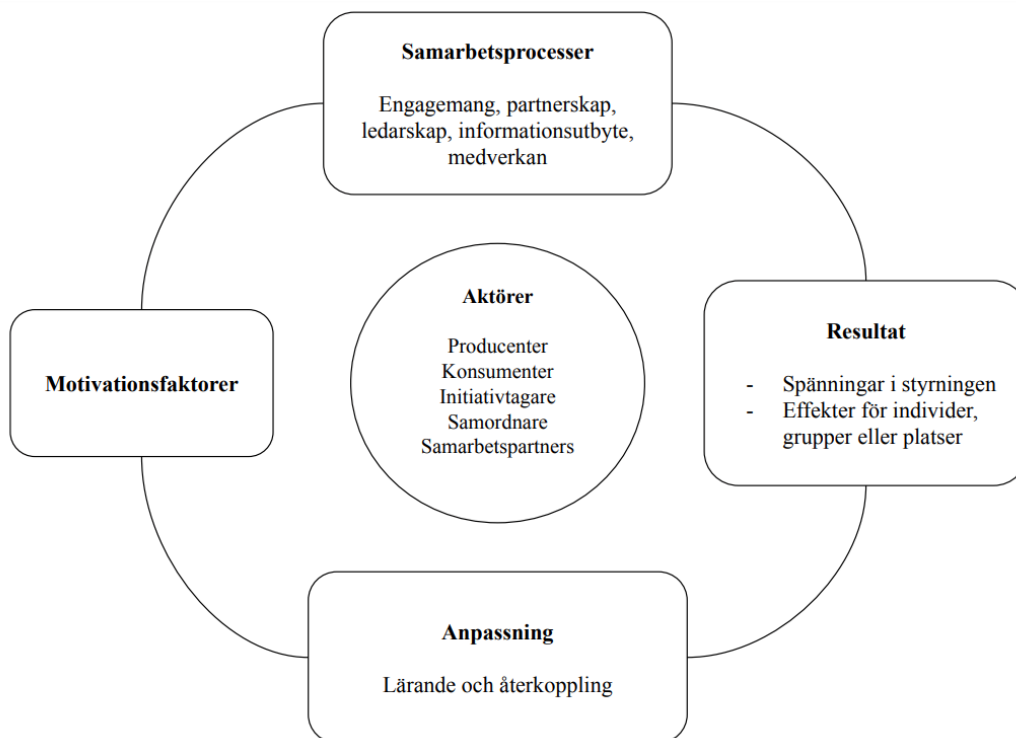 Samarbetsprocesser
Engagemang, partnerskap,
ledarskap, informationsutbyte,
medverkan
Motivationsfaktorer
Aktörer
Producenter
Konsumenter
Initiativtagare
Samordnare
Samarbetspartners
Resultat
- Spänningar i styrningen
- Effekter för individer,
grupper eller platser
Anpassning
Lärande och återkoppling